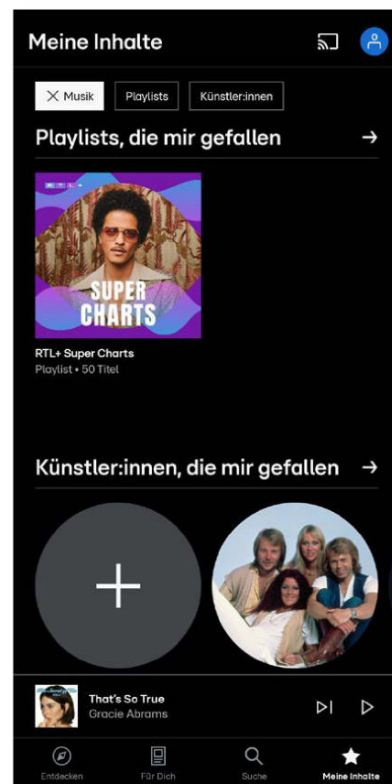 Meine Inhalte
Musik
Playlists
Künstler:innen
Playlists, die mir gefallen
RTL+
SUPER
CHARTS
RTL+ Super Charts
Playlist • 50 Titel
Künstler:innen, die mir gefallen
That's So True
Gracie Abrams
Entdecken
Für Dich
Suche
Meine Inhalte